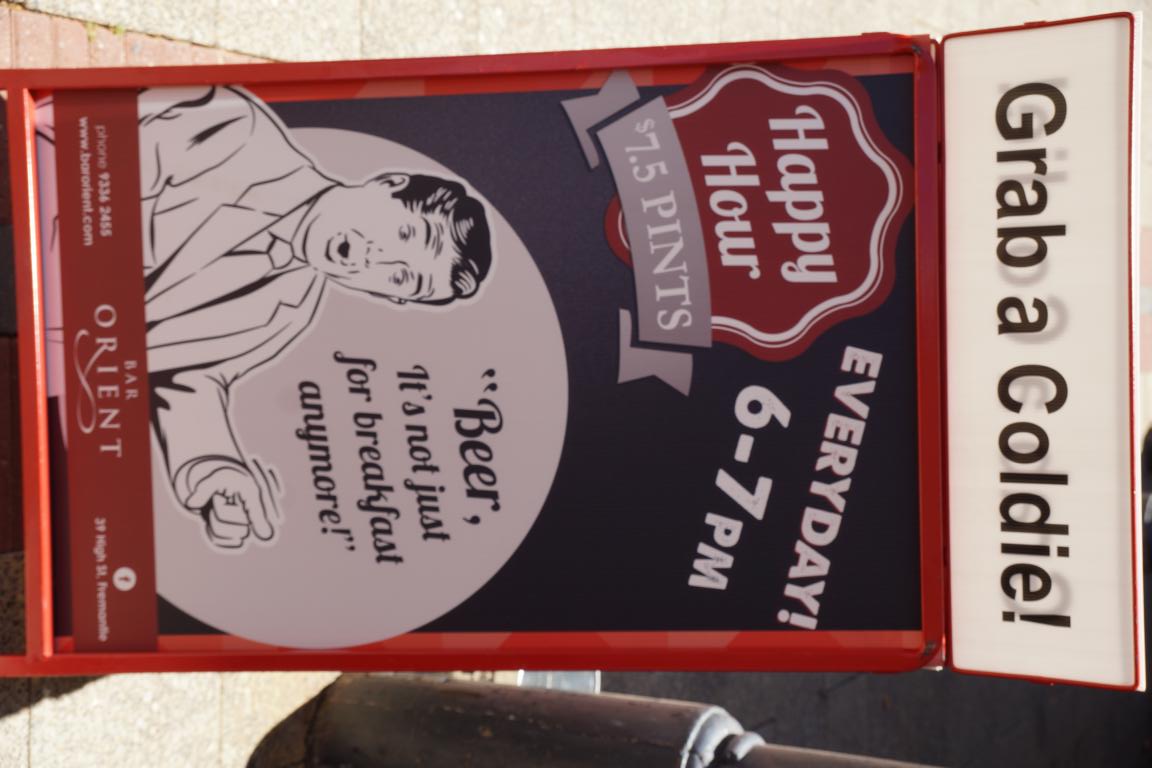 Grab a Coldie!
Happy
Hour
$7.5 PINTS
EVERYDAY!
6-7PM
"Beer,
It's not just
for breakfast
anymore!"
phone 9336 2455
www.barorient.com
BAR
ORIENT
39 High St, Fremantle